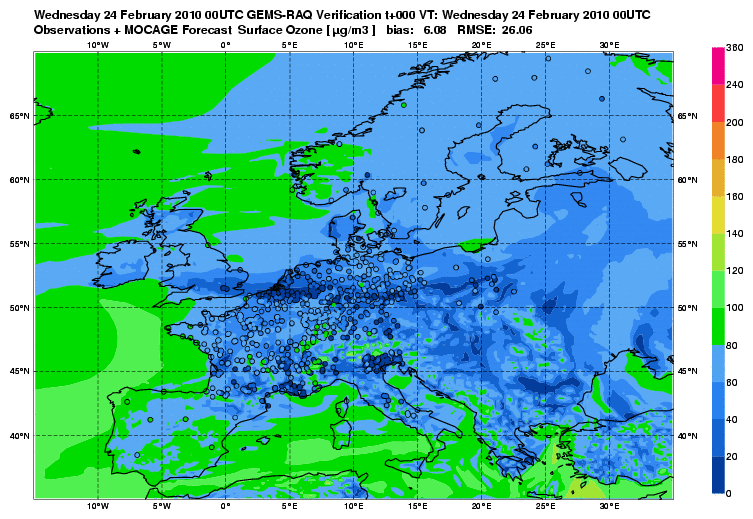 Wednesday 24 February 2010 00UTC GEMS-RAQ Verification t+000 VT: Wednesday 24 February 2010 00UTC
Observations + MOCAGE Forecast Surface Ozone [ µg/m3 ] bias: 6.08 RMSE: 26.06
10°W 5°W 0° 5°E 10°E 15°E 20°E 25°E 30°E
360
240
65°N 65°N
200
180
60°N 60°N
160
55°N 55°N
140
120
50°N 50°N
100
80
45°N 45°N
60
40
40°N 40°N
20
0
10°W 5°W 0° 5°E 10°E 15°E 20°E 25°E 30°E